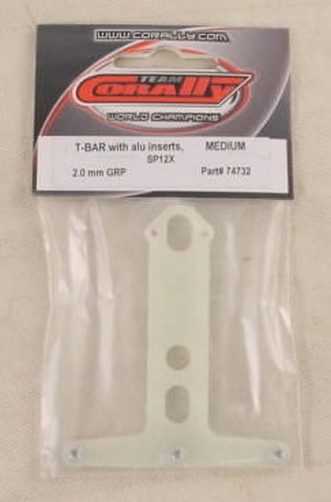 WWW.CORALLY.COM
TEAM
CORALLY
WORLD CHAMPIONS
T-BAR with alu inserts, MEDIUM
SP12X
2.0 mm GRP Part# 74732